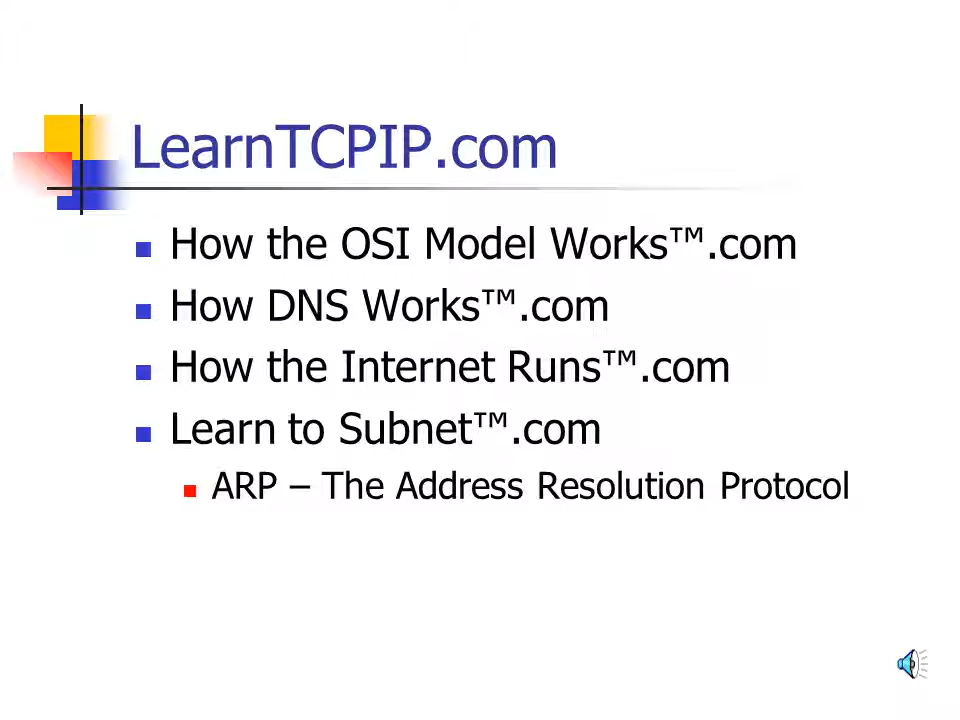 LearnTCPIP.com
How the OSI Model Works™.com
How DNS Works™.com
How the Internet Runs™.com
Learn to Subnet™.com
ARP – The Address Resolution Protocol